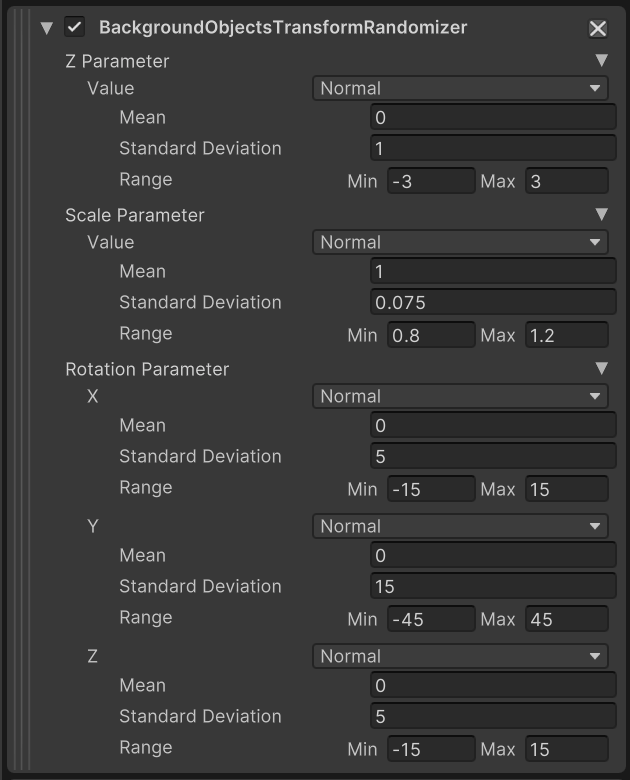 BackgroundObjectsTransformRandomizer
Z Parameter
Value Normal
Mean 0
Standard Deviation 1
Range Min -3 Max 3
Scale Parameter
Value Normal
Mean 1
Standard Deviation 0.075
Range Min 0.8 Max 1.2
Rotation Parameter
X Normal
Mean 0
Standard Deviation 5
Range Min -15 Max 15
Y Normal
Mean 0
Standard Deviation 15
Range Min -45 Max 45
Z Normal
Mean 0
Standard Deviation 5
Range Min -15 Max 15